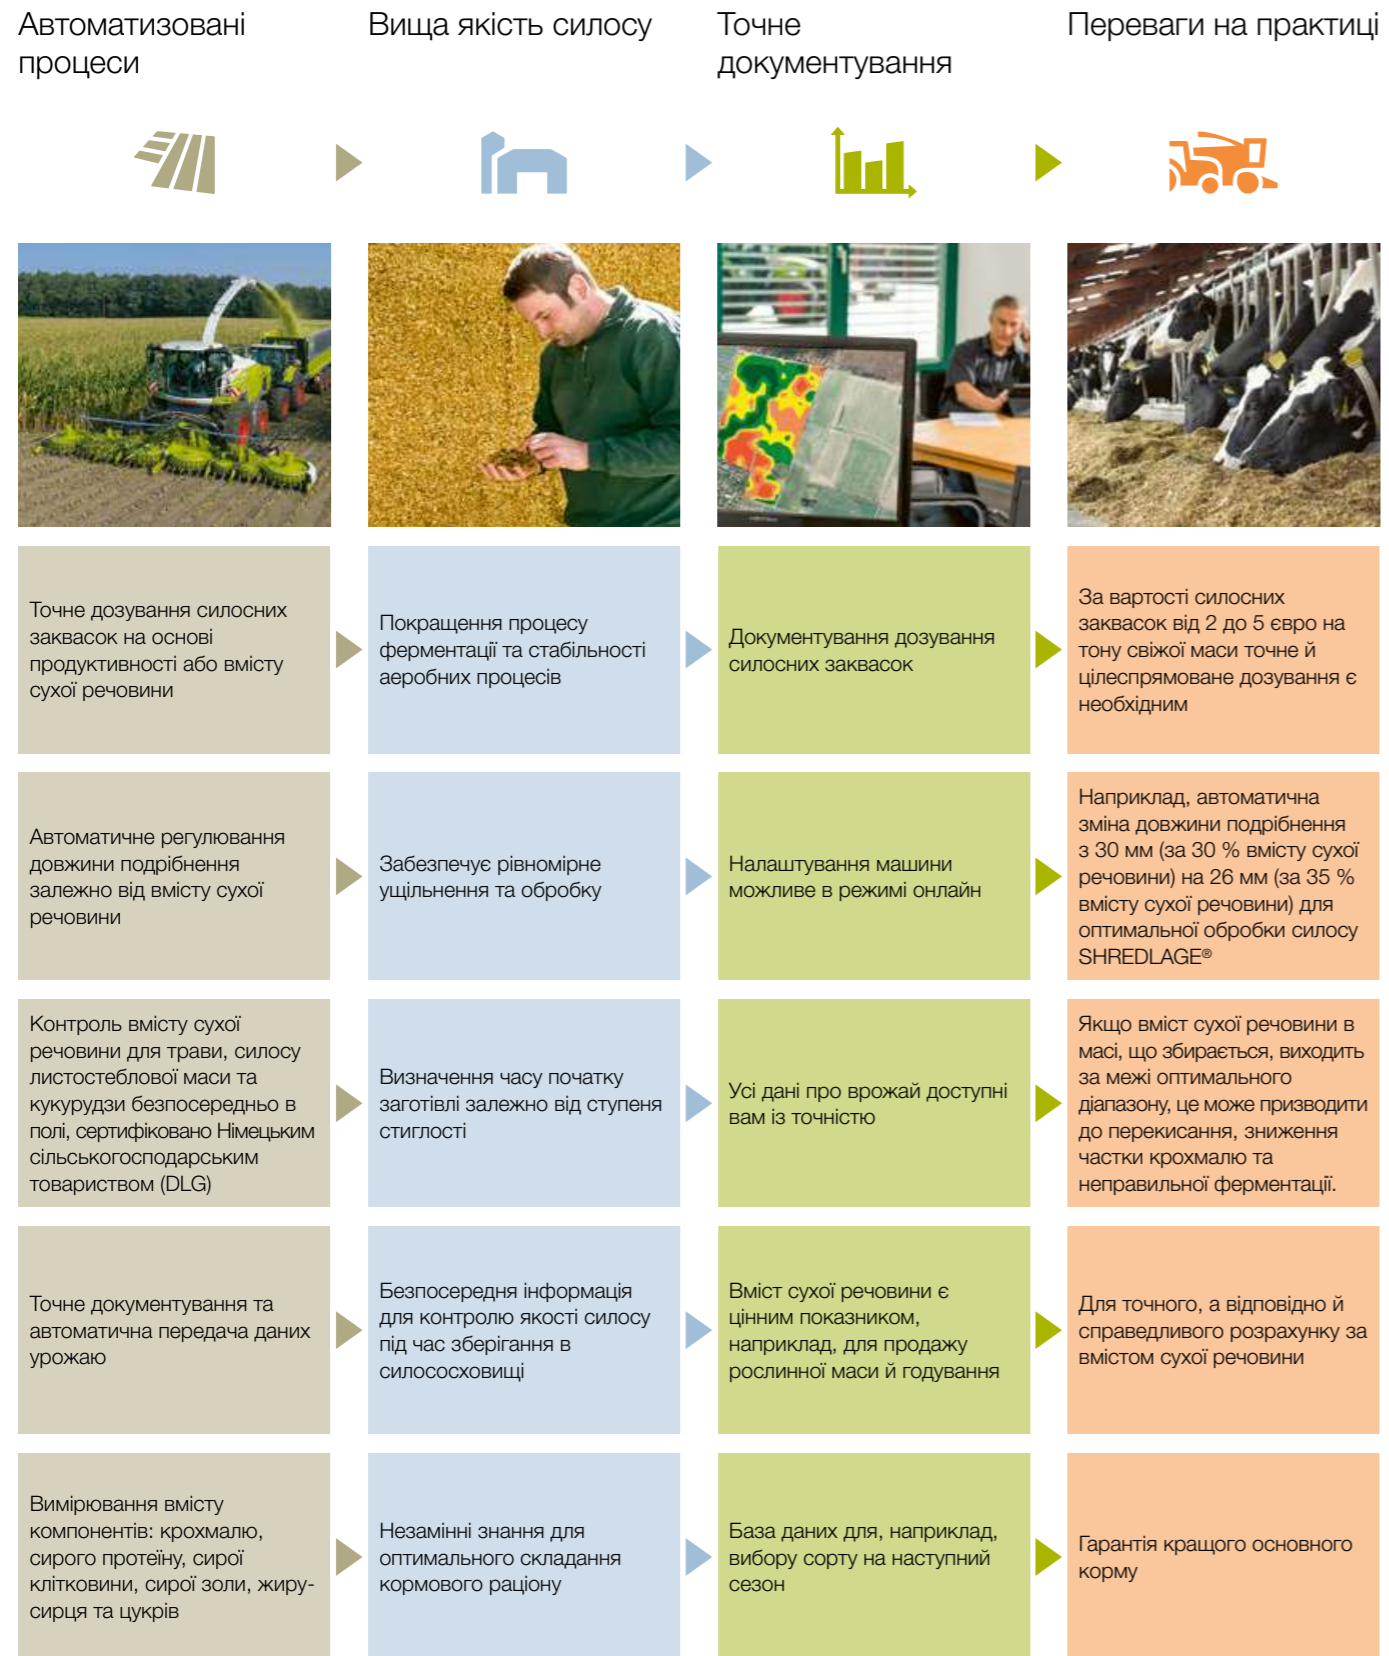 Автоматизовані
процеси
Вища якість силосу
Точне
документування
Переваги на практиці
Точне дозування силосних
заквасок на основі
продуктивності або вмісту
сухої речовини
Покращення процесу
ферментації та стабільності
аеробних процесів
Документування дозування
силосних заквасок
За вартості силосних
заквасок від 2 до 5 євро на
тону свіжої маси точне й
цілеспрямоване дозування є
необхідним
Автоматичне регулювання
довжини подрібнення
залежно від вмісту сухої
речовини
Забезпечує рівномірне
ущільнення та обробку
Налаштування машини
можливе в режимі онлайн
Наприклад, автоматична
зміна довжини подрібнення
з 30 мм (за 30 % вмісту сухої
речовини) на 26 мм (за 35 %
вмісту сухої речовини) для
оптимальної обробки силосу
SHREDLAGE®
Контроль вмісту сухої
речовини для трави, силосу
листостеблової маси та
кукурудзи безпосередньо в
полі, сертифіковано Німецьким
сільськогосподарським
товариством (DLG)
Визначення часу початку
заготівлі залежно від ступеня
стиглості
Усі дані про врожай доступні
вам із точністю
Якщо вміст сухої речовини в
масі, що збирається, виходить
за межі оптимального
діапазону, це може призводити
до перекисання, зниження
частки крохмалю та
неправильної ферментації.
Точне документування та
автоматична передача даних
урожаю
Безпосередня інформація
для контролю якості силосу
під час зберігання в
силососховищі
Вміст сухої речовини є
цінним показником,
наприклад, для продажу
рослинної маси й годування
Для точного, а відповідно й
справедливого розрахунку за
вмістом сухої речовини
Вимірювання вмісту
компонентів: крохмалю,
сирого протеїну, сирої
клітковини, сирої золи, жиру-
сирця та цукрів
Незамінні знання для
оптимального складання
кормового раціону
База даних для, наприклад,
вибору сорту на наступний
сезон
Гарантія кращого основного
корму